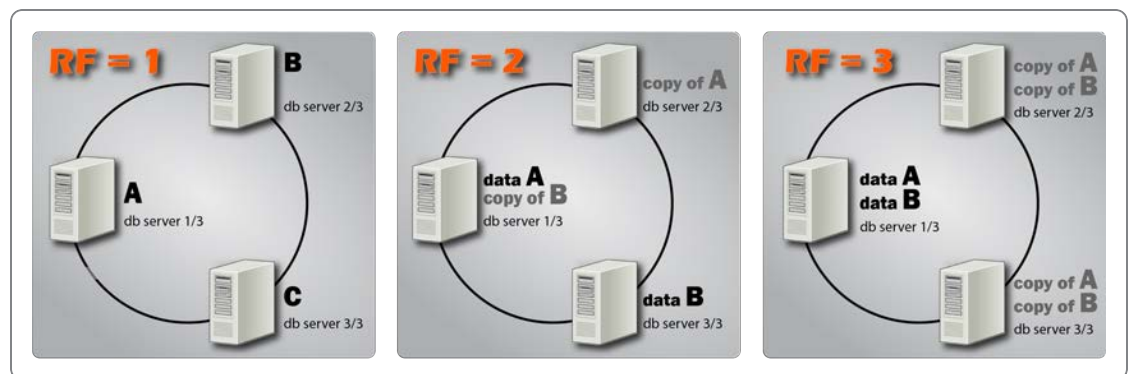 RF = 1
B
db server 2/3
A
db server 1/3
C
db server 3/3
RF = 2
copy of A
db server 2/3
data A
copy of B
db server 1/3
data B
db server 3/3
RF = 3
copy of A
copy of B
db server 2/3
data A
data B
db server 1/3
copy of A
copy of B
db server 3/3